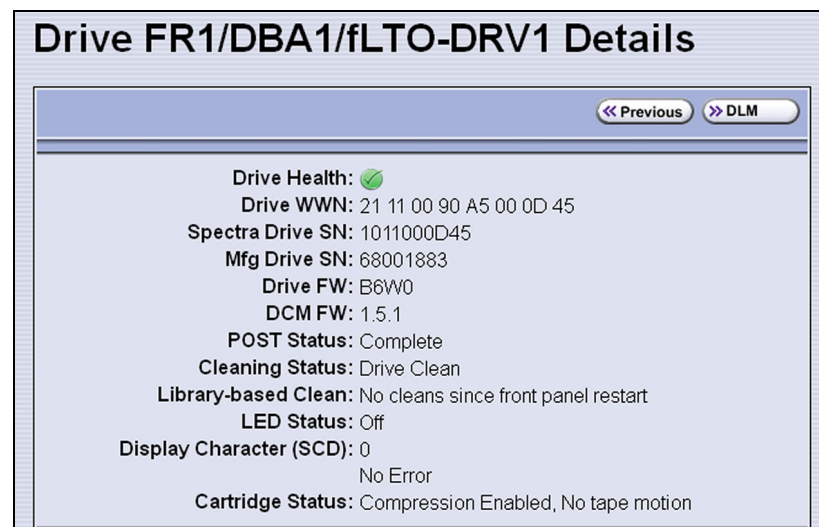 Drive FR1/DBA1/fLTO-DRV1 Details
Previous DLM
Drive Health:
Drive WWN: 21 11 00 90 A5 00 0D 45
Spectra Drive SN: 1011000D45
Mfg Drive SN: 68001883
Drive FW: B6W0
DCM FW: 1.5.1
POST Status: Complete
Cleaning Status: Drive Clean
Library-based Clean: No cleans since front panel restart
LED Status: Off
Display Character (SCD): 0
No Error
Cartridge Status: Compression Enabled, No tape motion